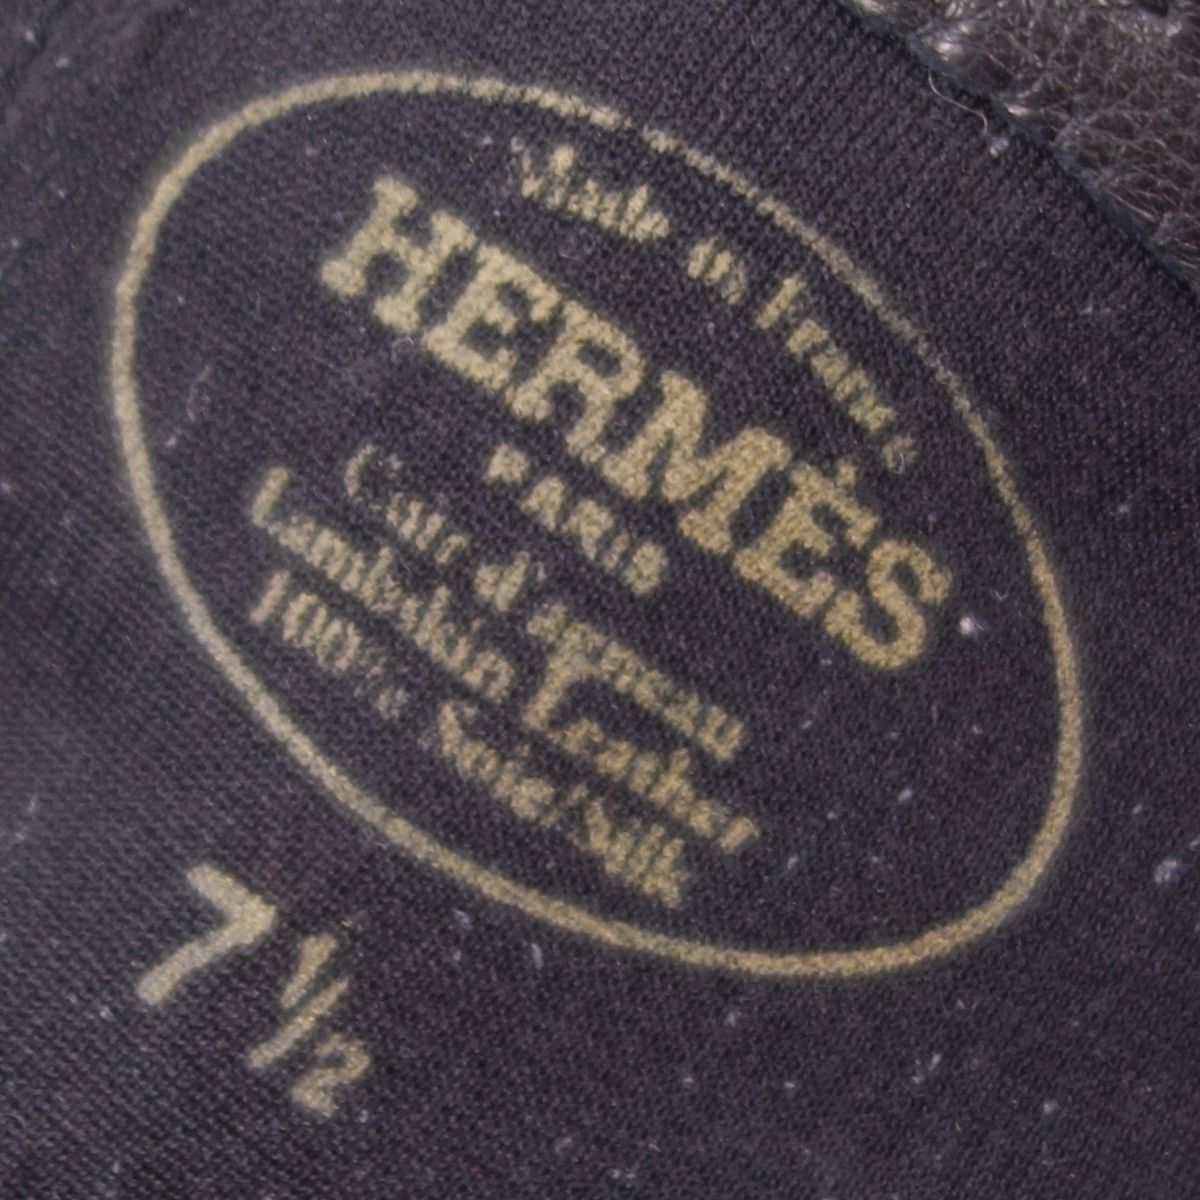 Made in France
HERMÈS
PARIS
Cuir d'agneau
Lambskin Leather
100% Soie/Silk
7 1/2